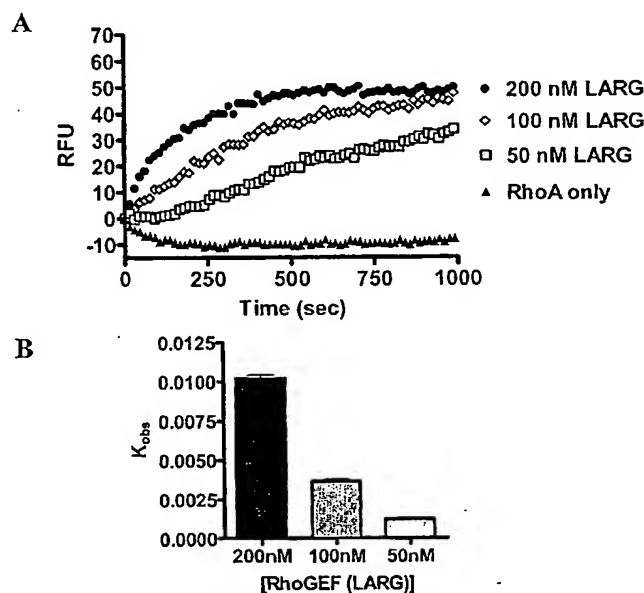 A
70
60
50
40
30
20
10
0
-10
RFU
0
250
500
750
1000
Time (sec)
200 nM LARG
100 nM LARG
50 nM LARG
RhoA only
B
0.0125
0.0100
0.0075
0.0050
0.0025
0.0000
Kobs
200nM
100nM
50nM
[RhoGEF (LARG)]